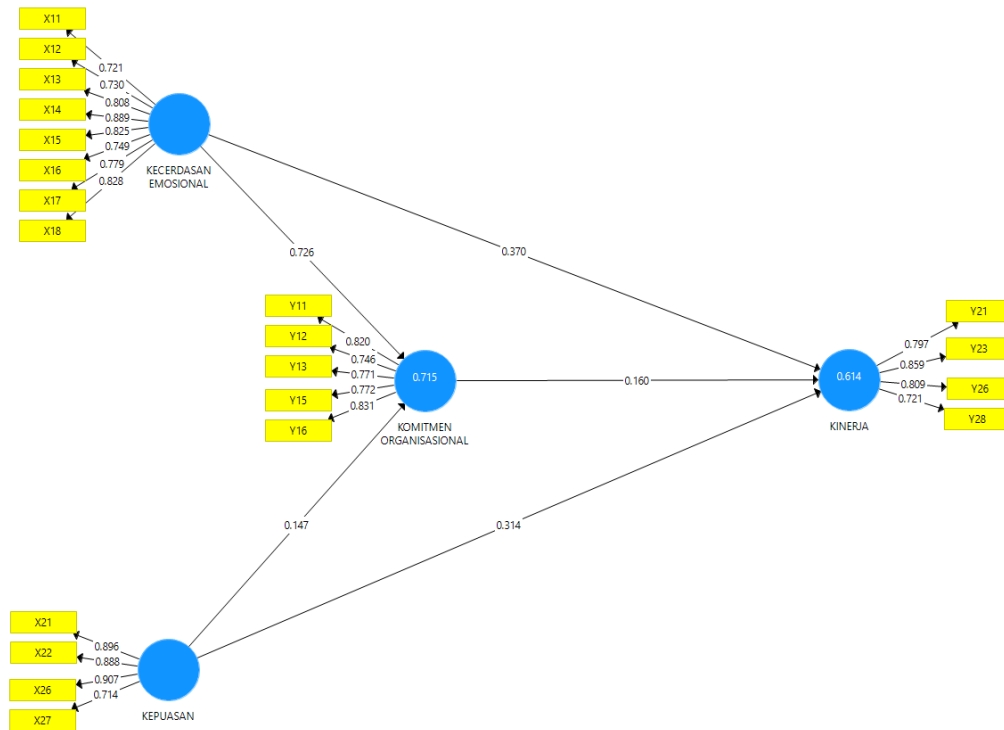 X11
X12
X13
X14
X15
X16
X17
X18
0.721
0.730
0.808
0.889
0.825
0.749
0.779
0.828
KECERDASAN
EMOSIONAL
0.726
0.370
Y11
Y12
Y13
Y15
Y16
0.820
0.746
0.771
0.772
0.831
0.715
KOMITMEN
ORGANISASIONAL
0.160
0.614
KINERJA
0.797
0.859
0.809
0.721
Y21
Y23
Y26
Y28
0.147
0.314
X21
X22
X26
X27
0.896
0.888
0.907
0.714
KEPUASAN